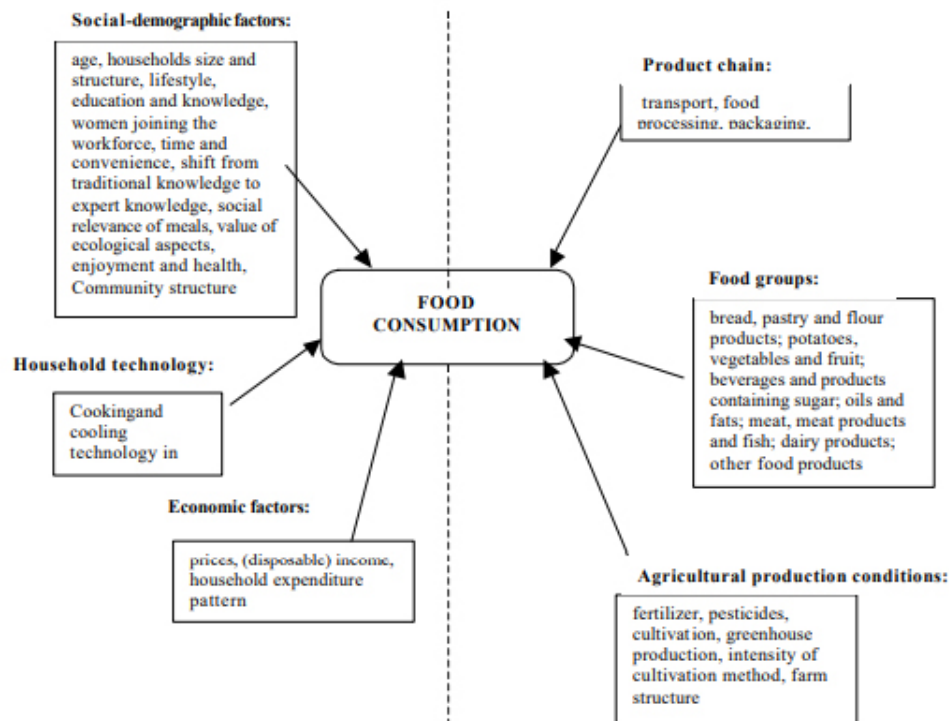 Social-demographic factors:
age, households size and
structure, lifestyle,
education and knowledge,
women joining the
workforce, time and
convenience, shift from
traditional knowledge to
expert knowledge, social
relevance of meals, value of
ecological aspects,
enjoyment and health,
Community structure
Product chain:
transport, food
processing, packaging,
FOOD
CONSUMPTION
Food groups:
bread, pastry and flour
products; potatoes,
vegetables and fruit;
beverages and products
containing sugar; oils and
fats; meat, meat products
and fish; dairy products;
other food products
Household technology:
Cookingand
cooling
technology in
Economic factors:
prices, (disposable) income,
household expenditure
pattern
Agricultural production conditions:
fertilizer, pesticides,
cultivation, greenhouse
production, intensity of
cultivation method, farm
structure